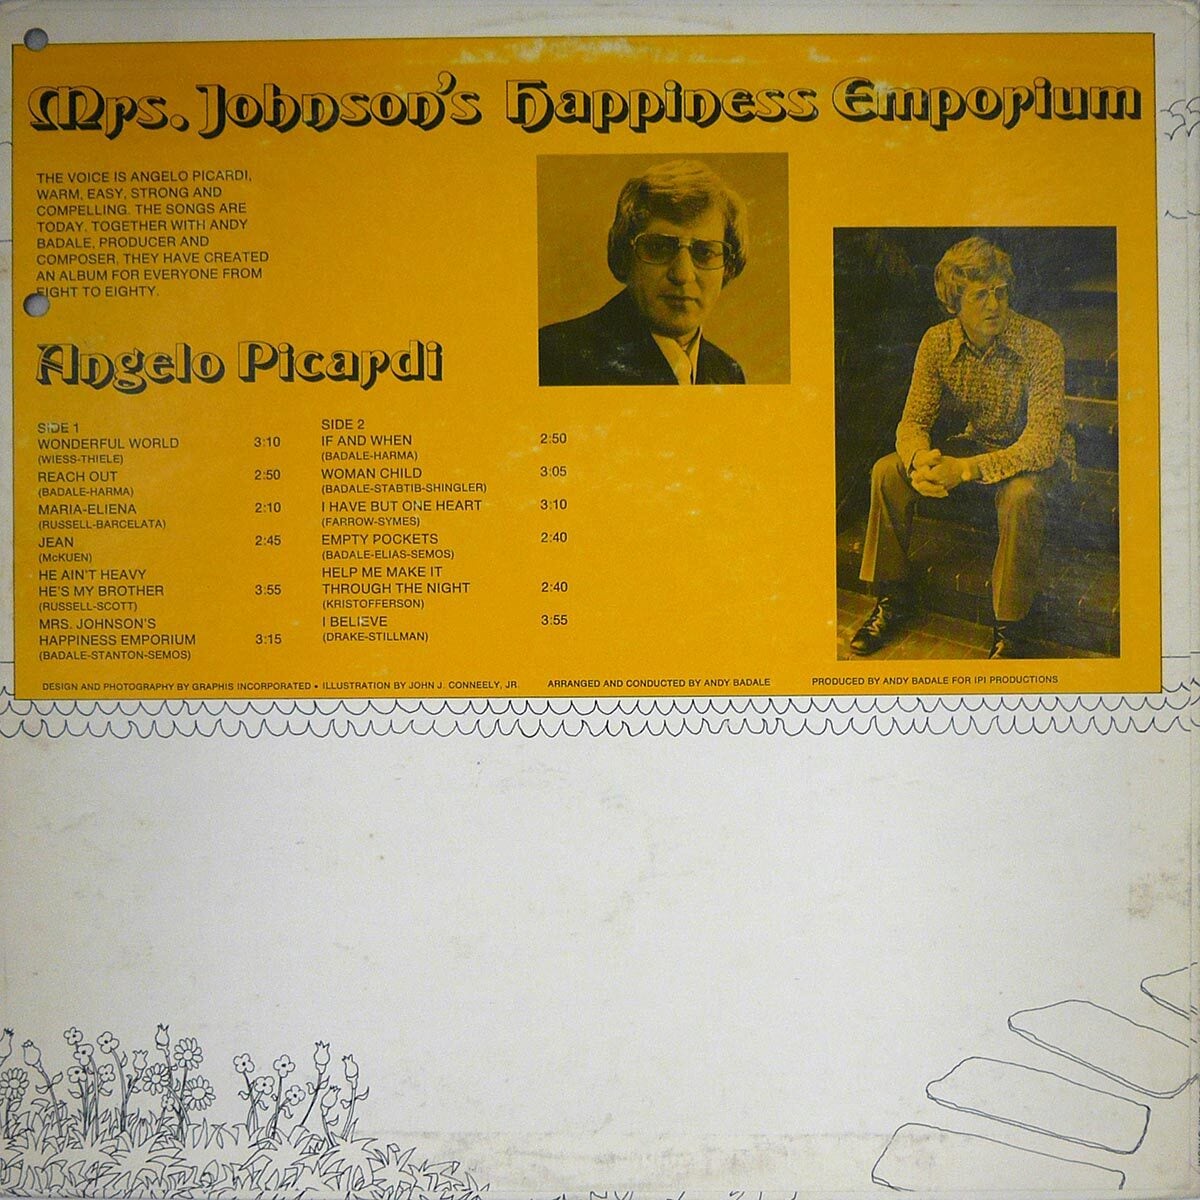 Mrs. Johnson's Happiness Emporium
THE VOICE IS ANGELO PICARDI,
WARM, EASY, STRONG AND
COMPELLING. THE SONGS ARE
TODAY. TOGETHER WITH ANDY
BADALE, PRODUCER AND
COMPOSER, THEY HAVE CREATED
AN ALBUM FOR EVERYONE FROM
EIGHT TO EIGHTY.
Angelo Picardi
SIDE 1
WONDERFUL WORLD 3:10
(WIESS-THIELE)
REACH OUT 2:50
(BADALE-HARMA)
MARIA-ELIENA 2:10
(RUSSELL-BARCELATA)
JEAN 2:45
(McKUEN)
HE AIN'T HEAVY
HE'S MY BROTHER 3:55
(RUSSELL-SCOTT)
MRS. JOHNSON'S
HAPPINESS EMPORIUM 3:15
(BADALE-STANTON-SEMOS)
SIDE 2
IF AND WHEN 2:50
(BADALE-HARMA)
WOMAN CHILD 3:05
(BADALE-STABTIB-SHINGLER)
I HAVE BUT ONE HEART 3:10
(FARROW-SYMES)
EMPTY POCKETS 2:40
(BADALE-ELIAS-SEMOS)
HELP ME MAKE IT
THROUGH THE NIGHT 2:40
(KRISTOFFERSON)
I BELIEVE 3:55
(DRAKE-STILLMAN)
DESIGN AND PHOTOGRAPHY BY GRAPHIS INCORPORATED • ILLUSTRATION BY JOHN J. CONNEELY, JR. ARRANGED AND CONDUCTED BY ANDY BADALE PRODUCED BY ANDY BADALE FOR IPI PRODUCTIONS